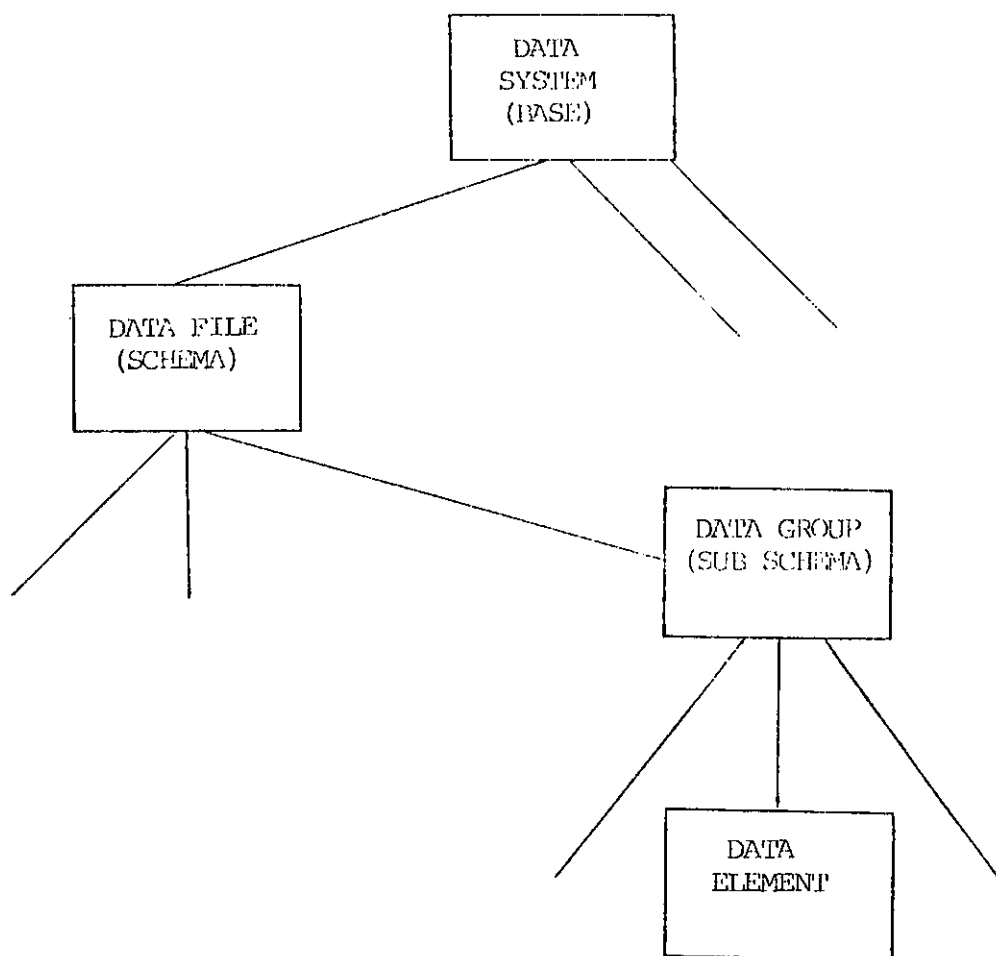 DATA
SYSTEM
(BASE)
DATA FILE
(SCHEMA)
DATA GROUP
(SUB SCHEMA)
DATA
ELEMENT